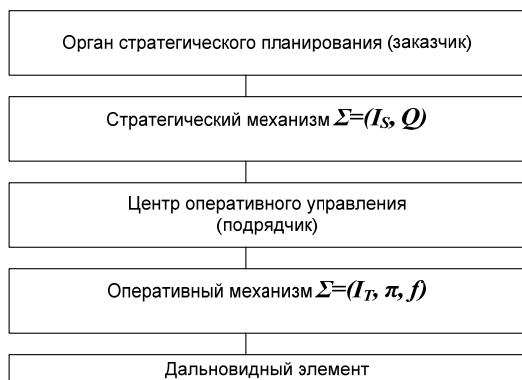 Орган стратегического планирования (заказчик)
Стратегический механизм Σ=(I_S, Q)
Центр оперативного управления
(подрядчик)
Оперативный механизм Σ=(I_T, π, f)
Дальновидный элемент